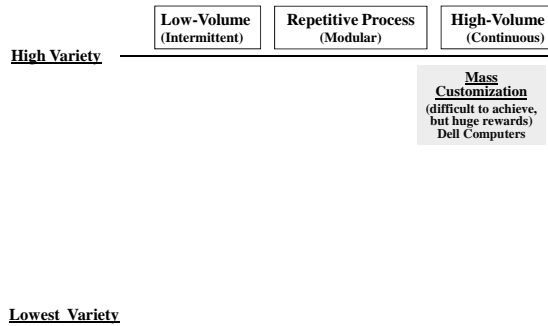 Low-Volume
(Intermittent)
Repetitive Process
(Modular)
High-Volume
(Continuous)
High Variety
Mass
Customization
(difficult to achieve,
but huge rewards)
Dell Computers
Lowest Variety